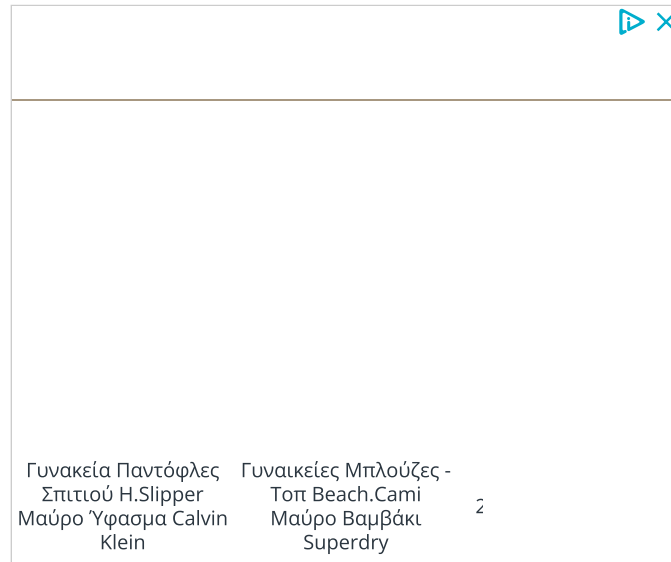 Γυνακεία Παντόφλες
Σπιτιού H.Slipper
Μαύρο Ύφασμα Calvin
Klein
Γυναικείες Μπλούζες -
Τοπ Beach.Cami
Μαύρο Βαμβάκι
Superdry